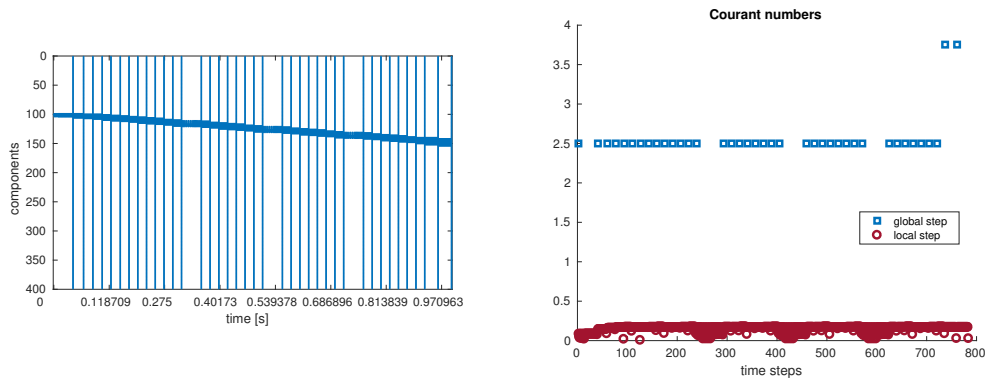 0
50
100
150
200
250
300
350
400
components
0 0.118709 0.275 0.40173 0.539378 0.686896 0.813839 0.970963
time [s]
Courant numbers
4
3.5
3
2.5
2
1.5
1
0.5
0
global step
local step
0 100 200 300 400 500 600 700 800
time steps